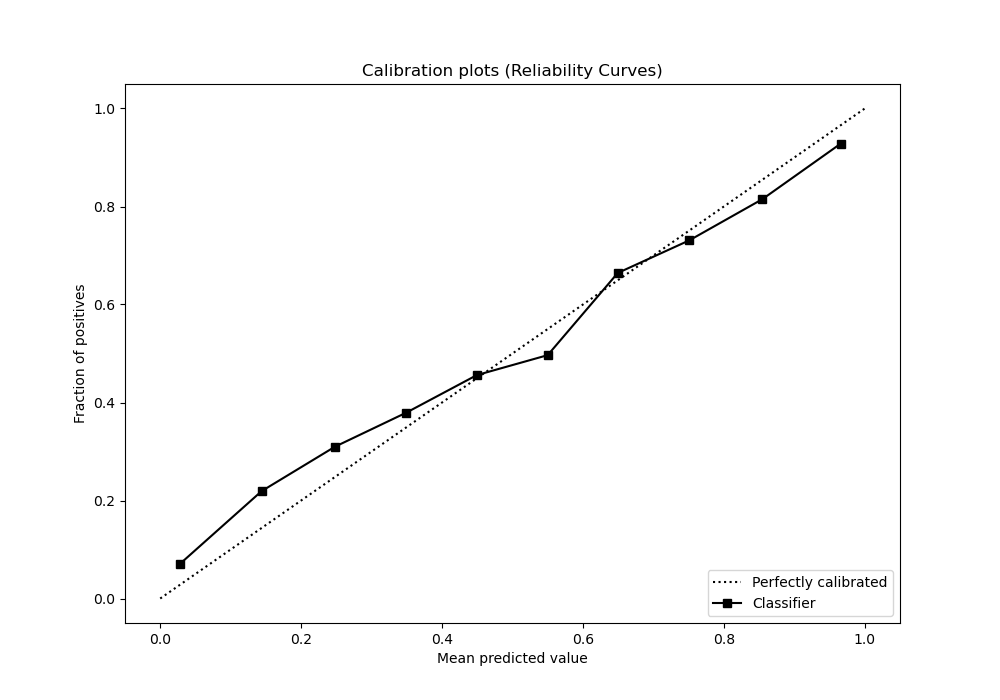 Calibration plots (Reliability Curves)
1.0
0.8
0.6
0.4
0.2
0.0
Fraction of positives
0.0 0.2 0.4 0.6 0.8 1.0
Mean predicted value
Perfectly calibrated
Classifier